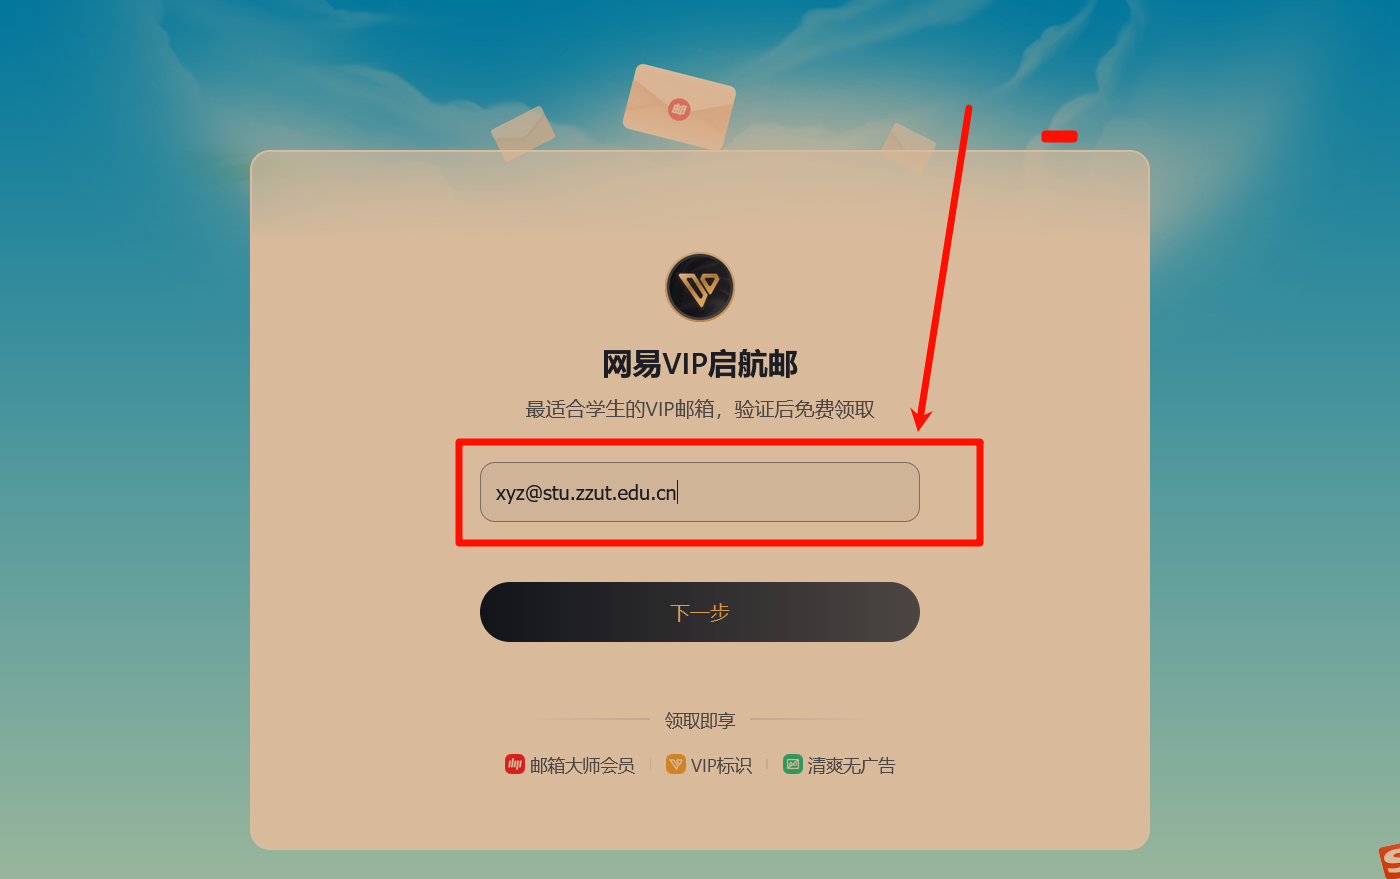 邮
网易VIP启航邮
最适合学生的VIP邮箱，验证后免费领取
xyz@stu.zzut.edu.cn
下一步
领取即享
邮箱大师会员
VIP标识
清爽无广告